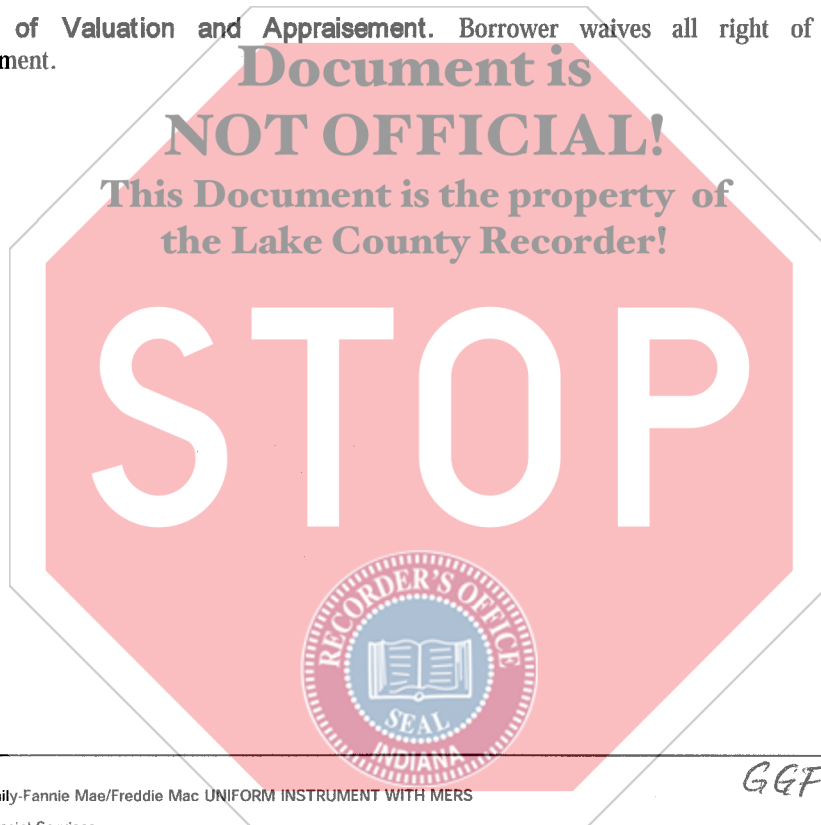 of Valuation and Appraisement. Borrower waives all right of
ment.
Document is
NOT OFFICIAL!
This Document is the property of
the Lake County Recorder!
STOP
RECORDER'S OFFICE
SEAL
INDIANA
ily-Fannie Mae/Freddie Mac UNIFORM INSTRUMENT WITH MERS
GGF